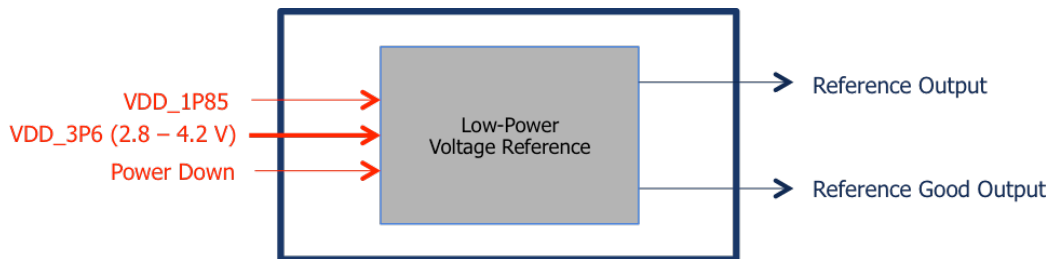 VDD_1P85
VDD_3P6 (2.8 – 4.2 V)
Power Down
Low-Power
Voltage Reference
Reference Output
Reference Good Output